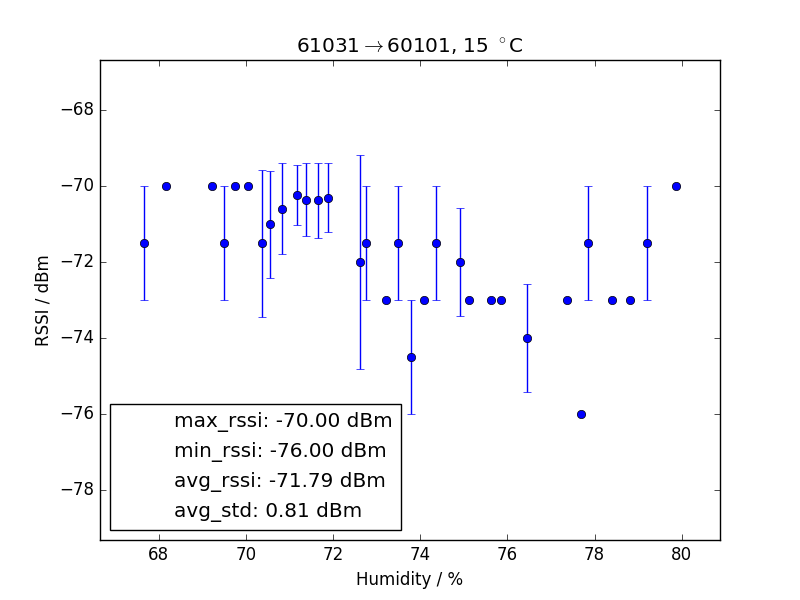 61031→60101, 15 °C
RSSI / dBm
−68
−70
−72
−74
−76
−78
max_rssi: -70.00 dBm
min_rssi: -76.00 dBm
avg_rssi: -71.79 dBm
avg_std: 0.81 dBm
68 70 72 74 76 78 80
Humidity / %